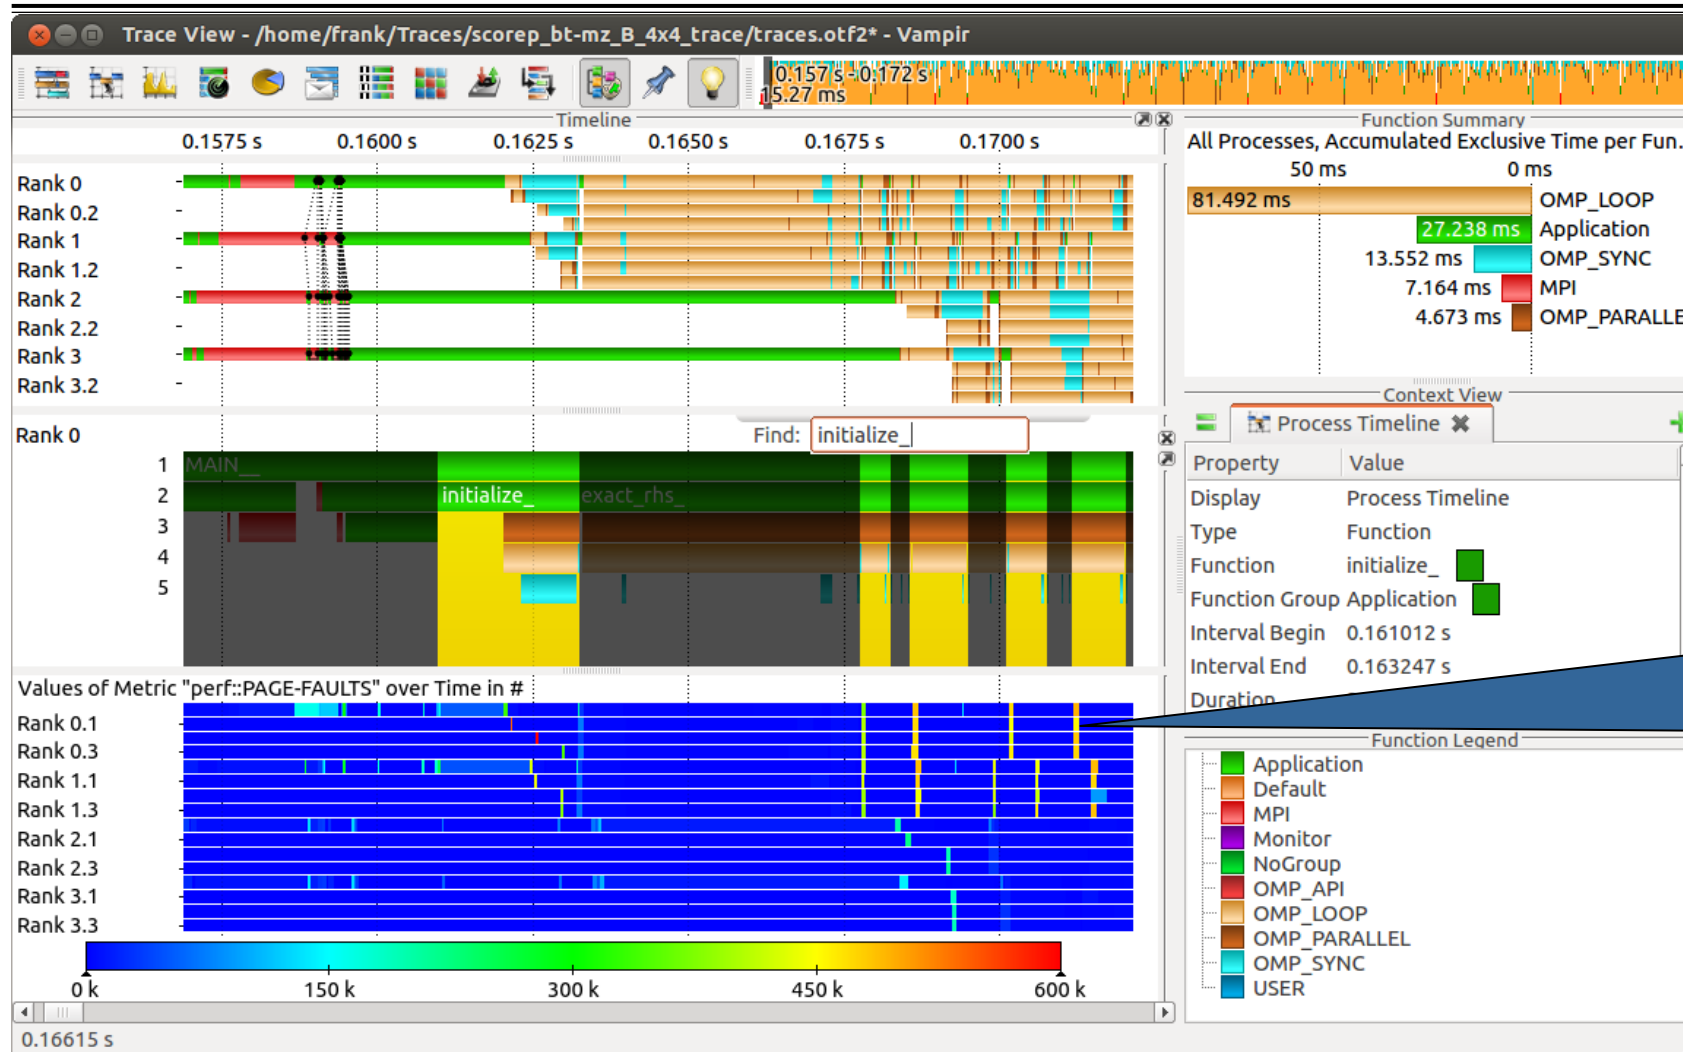 Trace View - /home/frank/Traces/scorep_bt-mz_B_4x4_trace/traces.otf2* - Vampir
0.157 s - 0.172 s
15.27 ms
Timeline
0.1575 s 0.1600 s 0.1625 s 0.1650 s 0.1675 s 0.1700 s
Rank 0
Rank 0.2
Rank 1
Rank 1.2
Rank 2
Rank 2.2
Rank 3
Rank 3.2
Rank 0
Find: initialize_
1 MAIN__
2 initialize_ exact_rhs_
3
4
5
Values of Metric "perf::PAGE-FAULTS" over Time in #
Rank 0.1
Rank 0.3
Rank 1.1
Rank 1.3
Rank 2.1
Rank 2.3
Rank 3.1
Rank 3.3
0 k 150 k 300 k 450 k 600 k
0.16615 s
Function Summary
All Processes, Accumulated Exclusive Time per Fun.
50 ms 0 ms
81.492 ms OMP_LOOP
27.238 ms Application
13.552 ms OMP_SYNC
7.164 ms MPI
4.673 ms OMP_PARALLE
Context View
Process Timeline
Property Value
Display Process Timeline
Type Function
Function initialize_
Function Group Application
Interval Begin 0.161012 s
Interval End 0.163247 s
Duration
Function Legend
Application
Default
MPI
Monitor
NoGroup
OMP_API
OMP_LOOP
OMP_PARALLEL
OMP_SYNC
USER